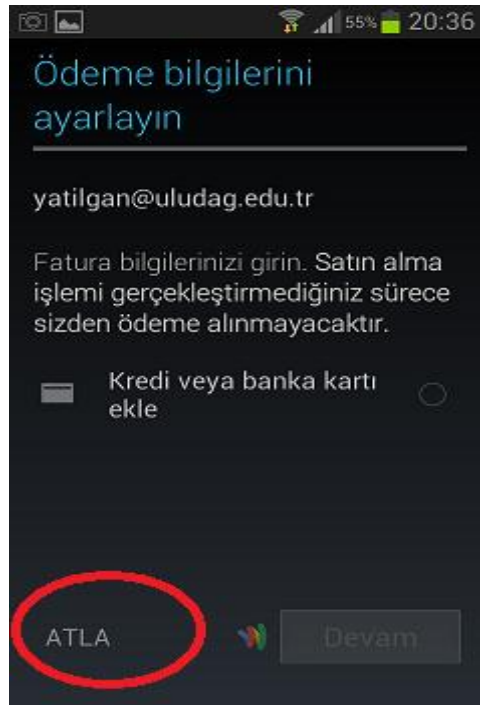 55% 20:36
Ödeme bilgilerini
ayarlayın
yatilgan@uludag.edu.tr
Fatura bilgilerinizi girin. Satın alma
işlemi gerçekleştirmediğiniz sürece
sizden ödeme alınmayacaktır.
Kredi veya banka kartı
ekle
ATLA Devam